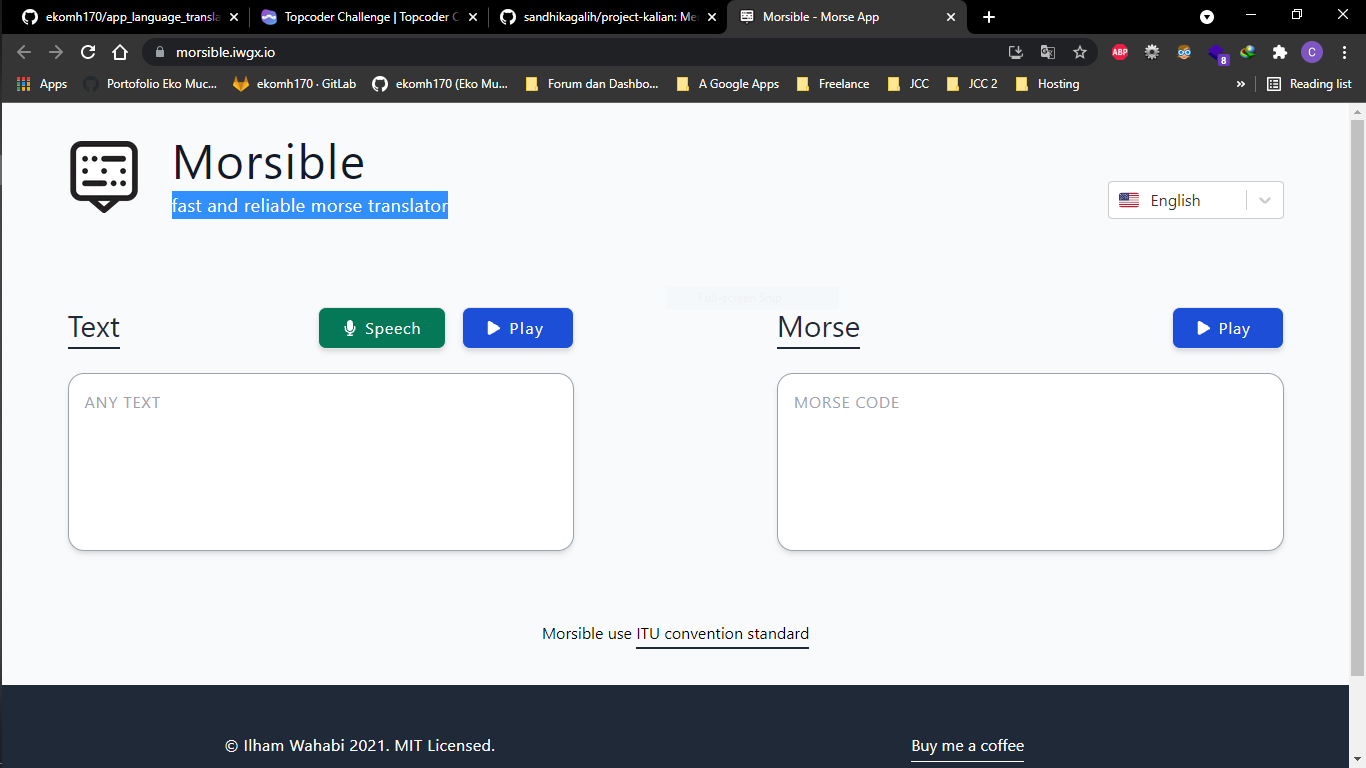 ekomh170/app_language_transla
Topcoder Challenge | Topcoder C
sandhikagalih/project-kalian: Me
Morsible - Morse App
morsible.iwgx.io
ABP
8
C
Apps
Portofolio Eko Muc...
ekomh170 · GitLab
ekomh170 (Eko Mu...
Forum dan Dashbo...
A Google Apps
Freelance
JCC
JCC 2
Hosting
»
Reading list
Morsible
fast and reliable morse translator
English
Text
Speech
Play
Full-screen Snip
Morse
Play
ANY TEXT
MORSE CODE
Morsible use ITU convention standard
© Ilham Wahabi 2021. MIT Licensed.
Buy me a coffee